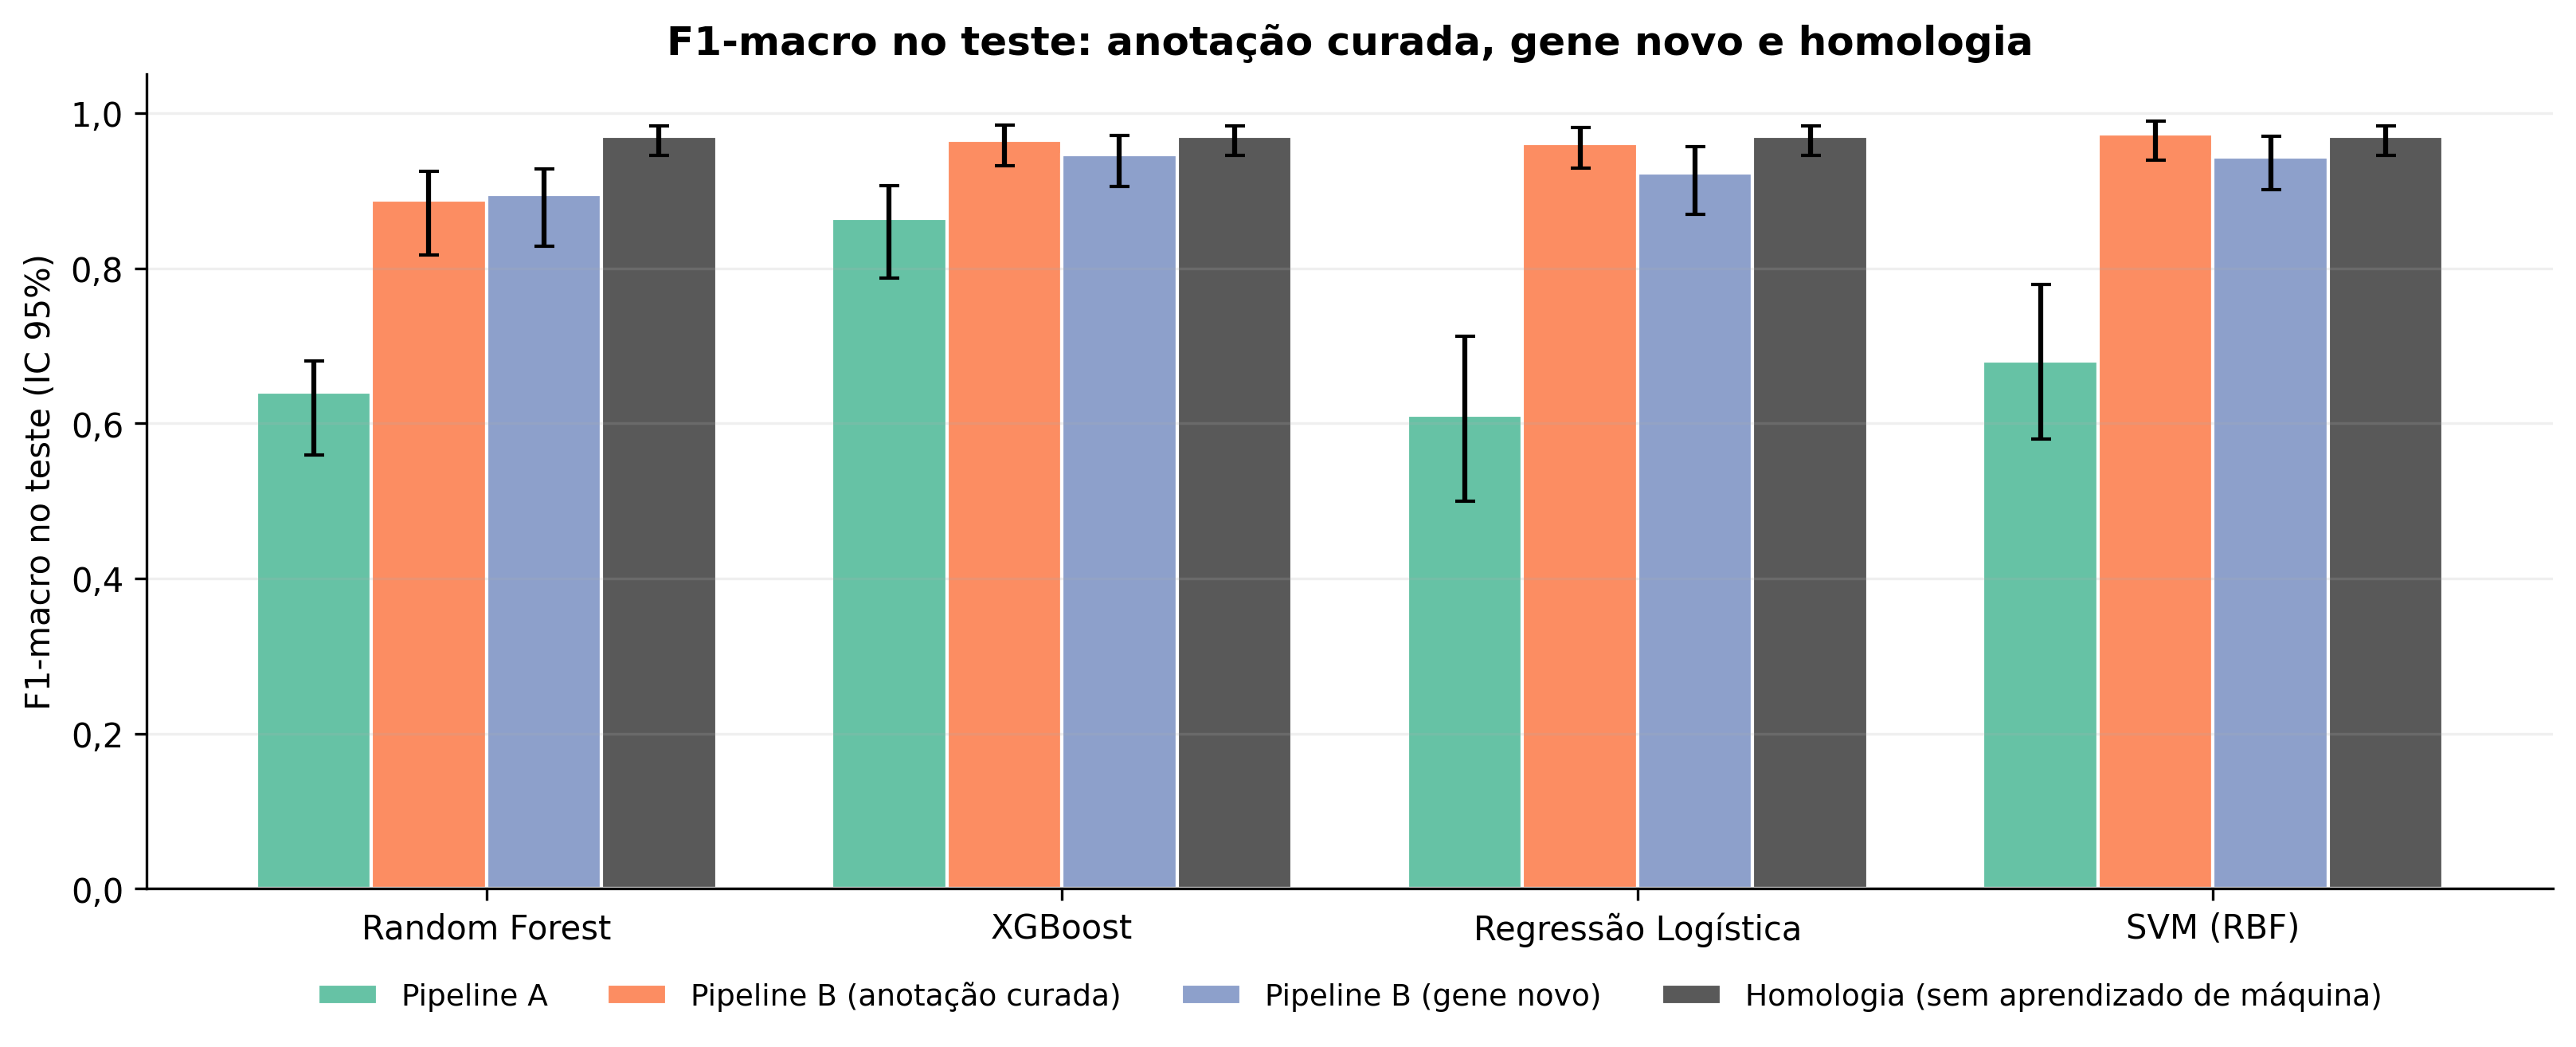 F1-macro no teste: anotação curada, gene novo e homologia
F1-macro no teste (IC 95%)
1,0
0,8
0,6
0,4
0,2
0,0
Random Forest
XGBoost
Regressão Logística
SVM (RBF)
Pipeline A
Pipeline B (anotação curada)
Pipeline B (gene novo)
Homologia (sem aprendizado de máquina)